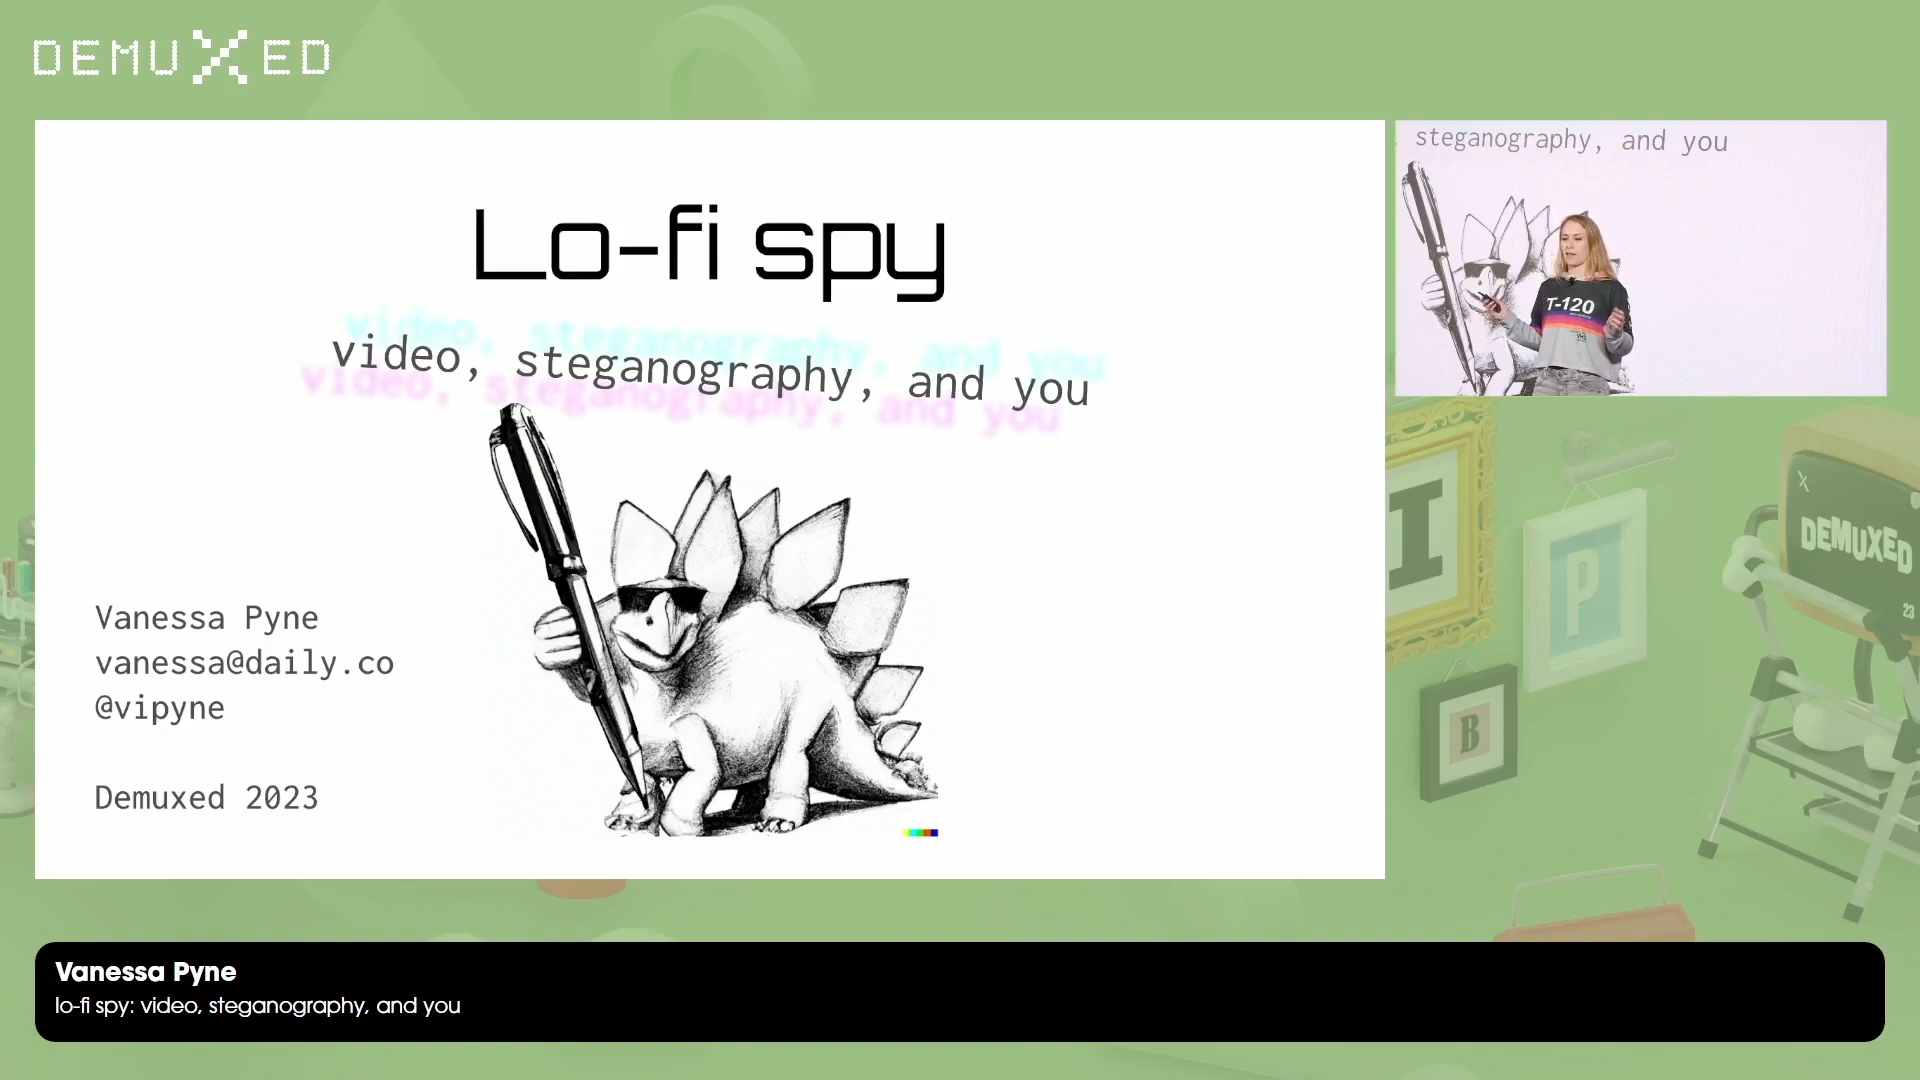 DEMUXED
Lo-fi spy
video, steganography, and you
Vanessa Pyne
vanessa@daily.co
@vipyne
Demuxed 2023
steganography, and you
T-120
I
P
B
DEMUXED
23
Vanessa Pyne
lo-fi spy: video, steganography, and you